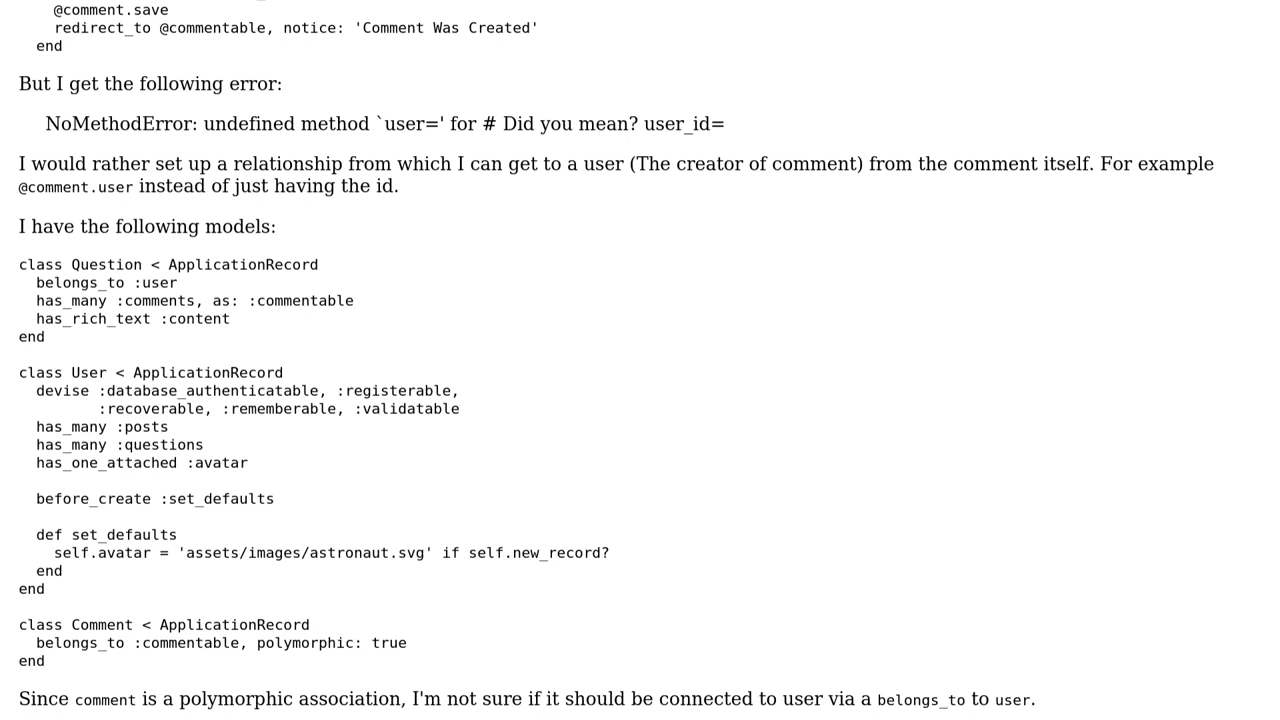 @comment.save
redirect_to @commentable, notice: 'Comment Was Created'
end
But I get the following error:
NoMethodError: undefined method `user=' for # Did you mean? user_id=
I would rather set up a relationship from which I can get to a user (The creator of comment) from the comment itself. For example
@comment.user instead of just having the id.
I have the following models:
class Question < ApplicationRecord
belongs_to :user
has_many :comments, as: :commentable
has_rich_text :content
end
class User < ApplicationRecord
devise :database_authenticatable, :registerable,
:recoverable, :rememberable, :validatable
has_many :posts
has_many :questions
has_one_attached :avatar
before_create :set_defaults
def set_defaults
self.avatar = 'assets/images/astronaut.svg' if self.new_record?
end
end
class Comment < ApplicationRecord
belongs_to :commentable, polymorphic: true
end
Since comment is a polymorphic association, I'm not sure if it should be connected to user via a belongs_to to user.